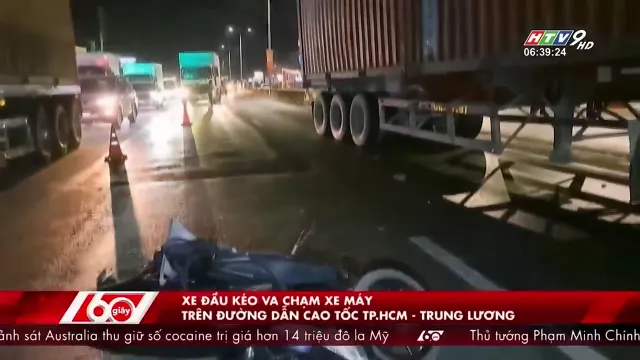 HTV9 HD
06:39:24
60 giây
XE ĐẦU KÉO VA CHẠM XE MÁY
TRÊN ĐƯỜNG DẪN CAO TỐC TP.HCM - TRUNG LƯƠNG
ảnh sát Australia thu giữ số cocaine trị giá hơn 14 triệu đô la Mỹ 60 Thủ tướng Phạm Minh Chính